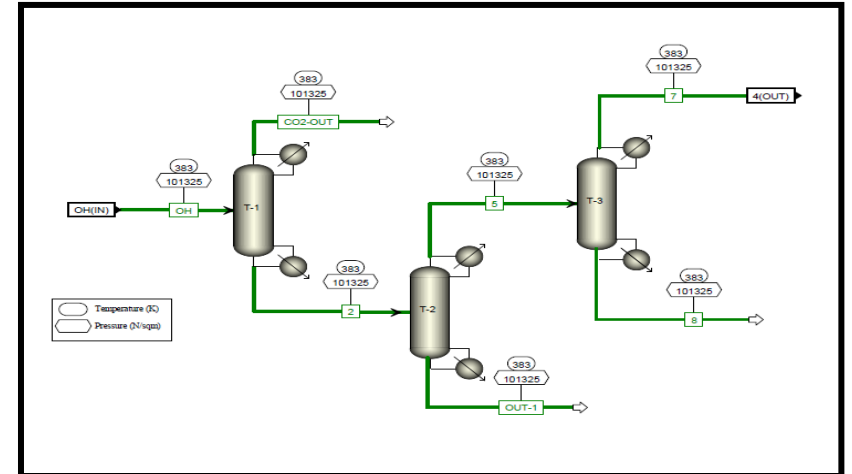 383
101325
7
4(OUT)
383
101325
CO2-OUT
383
101325
OH(IN)
OH
T-1
383
101325
5
T-3
383
101325
2
T-2
383
101325
8
Temperature (K)
Pressure (N/sqm)
383
101325
OUT-1